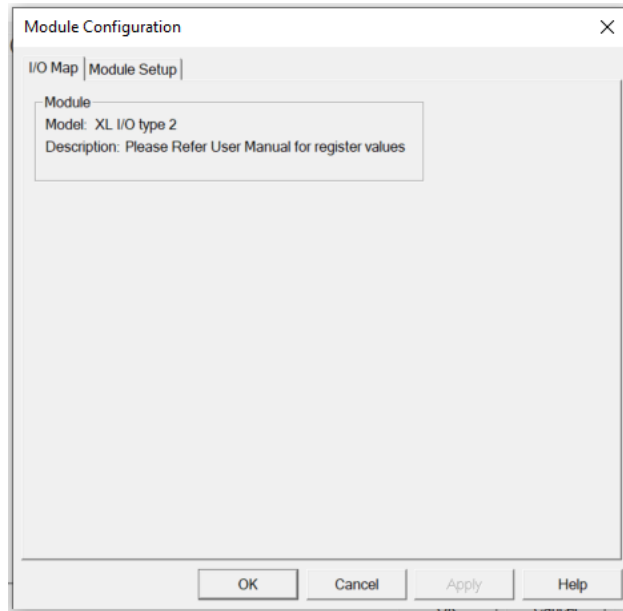 Module Configuration
I/O Map Module Setup
Module
Model: XL I/O type 2
Description: Please Refer User Manual for register values
OK Cancel Apply Help